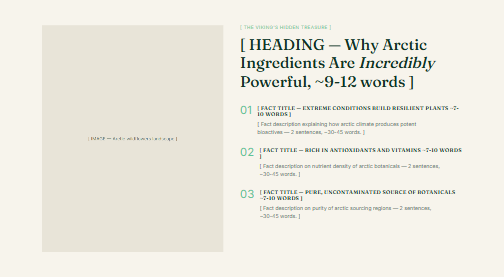 [ THE VIKING'S HIDDEN TREASURE ]
[ HEADING — Why Arctic
Ingredients Are Incredibly
Powerful, ~9-12 words ]
[ IMAGE — Arctic wildflowers landscape ]
01 [ FACT TITLE — EXTREME CONDITIONS BUILD RESILIENT PLANTS ~7-
10 WORDS ]
[ Fact description explaining how arctic climate produces potent
bioactives — 2 sentences, ~30-45 words. ]
02 [ FACT TITLE — RICH IN ANTIOXIDANTS AND VITAMINS ~7-10 WORDS
]
[ Fact description on nutrient density of arctic botanicals — 2 sentences,
~30-45 words. ]
03 [ FACT TITLE — PURE, UNCONTAMINATED SOURCE OF BOTANICALS
~7-10 WORDS ]
[ Fact description on purity of arctic sourcing regions — 2 sentences,
~30-45 words. ]